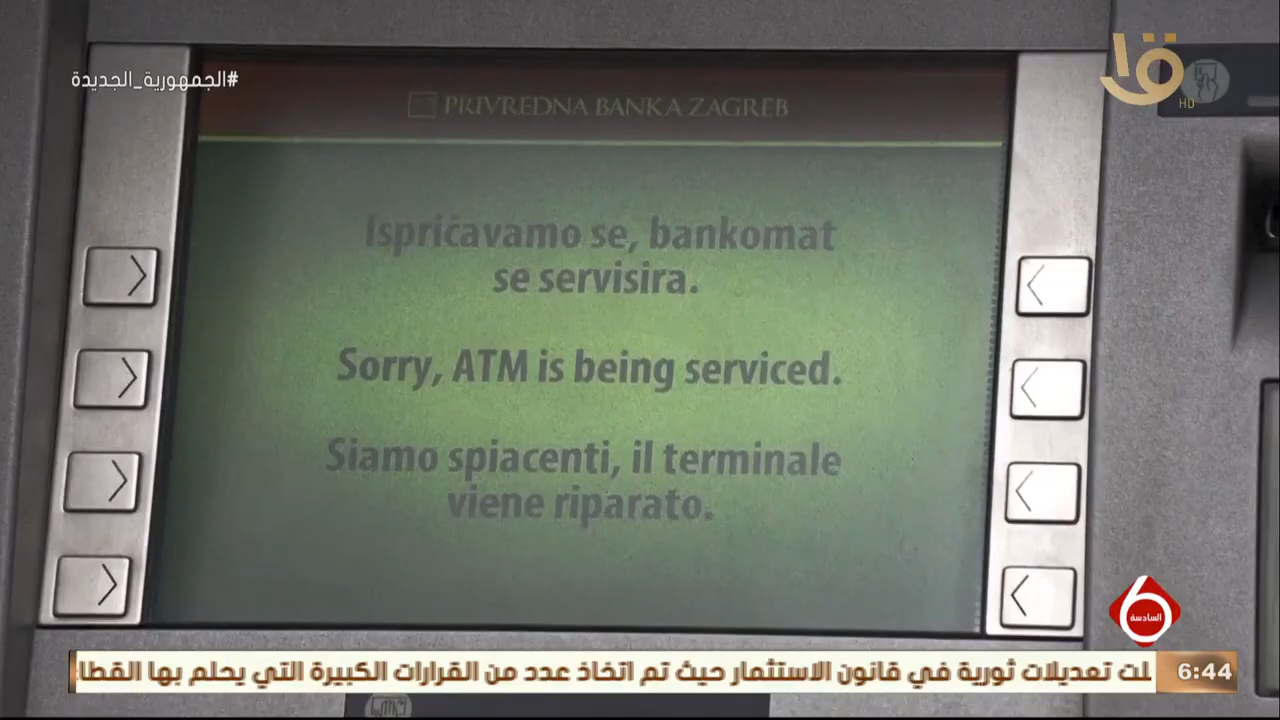 #الجمهورية_الجديدة
HD
PRIVREDNA BANKA ZAGREB
Ispričavamo se, bankomat
se servisira.
Sorry, ATM is being serviced.
Siamo spiacenti, il terminale
viene riparato.
6
السادسة
6:44
لت تعديلات ثورية في قانون الاستثمار حيث تم اتخاذ عدد من القرارات الكبيرة التي يحلم بها القطا